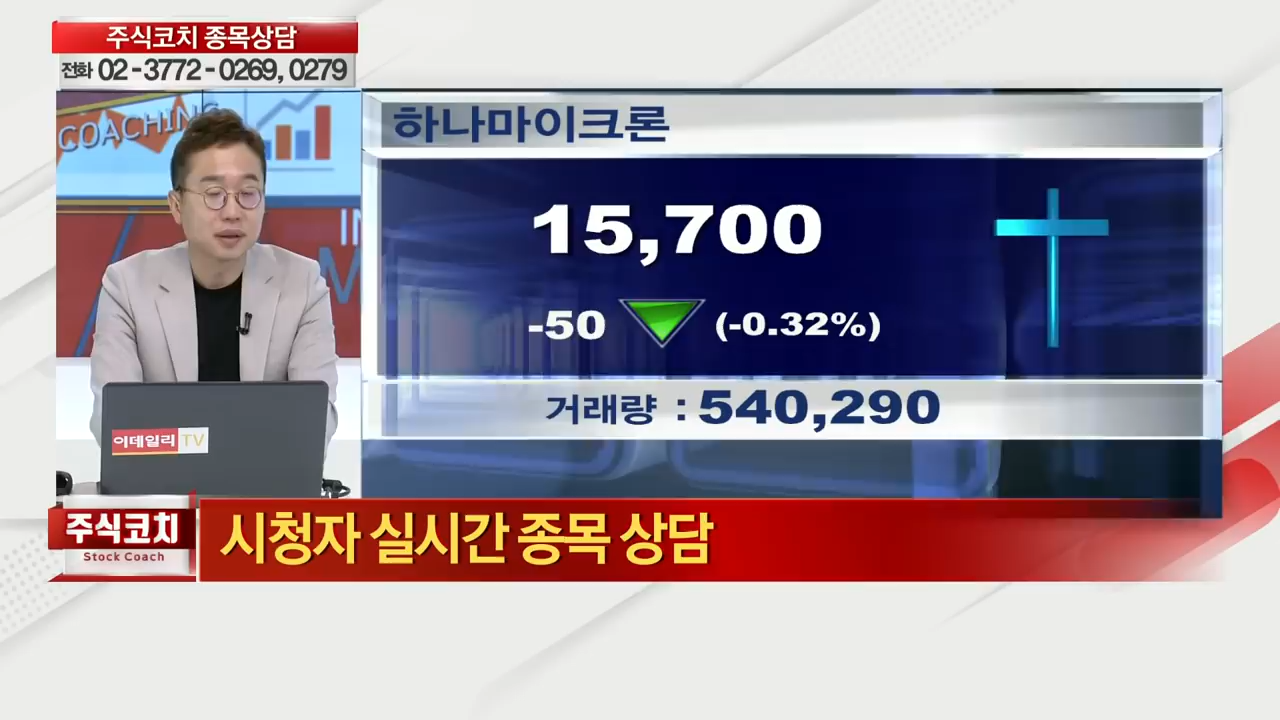 주식코치 종목상담
전화 02-3772-0269, 0279
COACHING
하나마이크론
15,700
-50 (-0.32%)
거래량 : 540,290
이데일리 TV
주식코치
Stock Coach
시청자 실시간 종목 상담